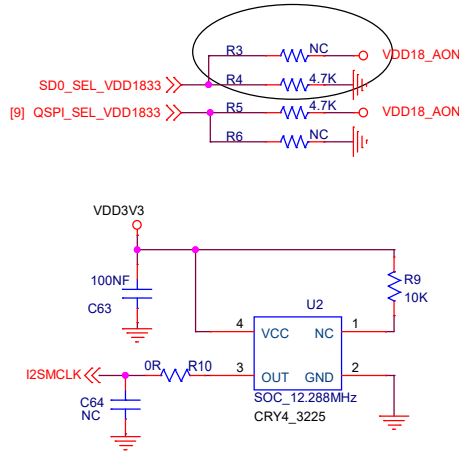 R3 NC VDD18_AON
SD0_SEL_VDD1833 R4 4.7K
[9] QSPI_SEL_VDD1833 R5 4.7K VDD18_AON
R6 NC
VDD3V3
100NF
C63
R9
10K
U2
4 VCC NC 1
I2SMCLK 0R R10 3 OUT GND 2
C64
NC
SOC_12.288MHz
CRY4_3225